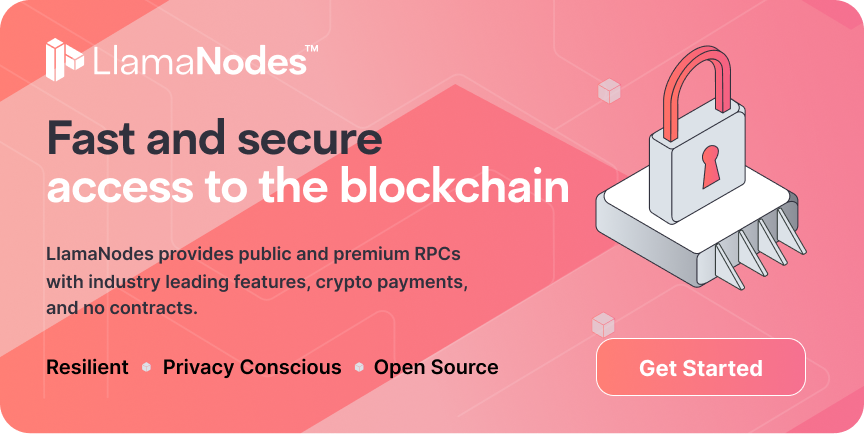 LlamaNodes™
Fast and secure
access to the blockchain
LlamaNodes provides public and premium RPCs
with industry leading features, crypto payments,
and no contracts.
Resilient Privacy Conscious Open Source
Get Started